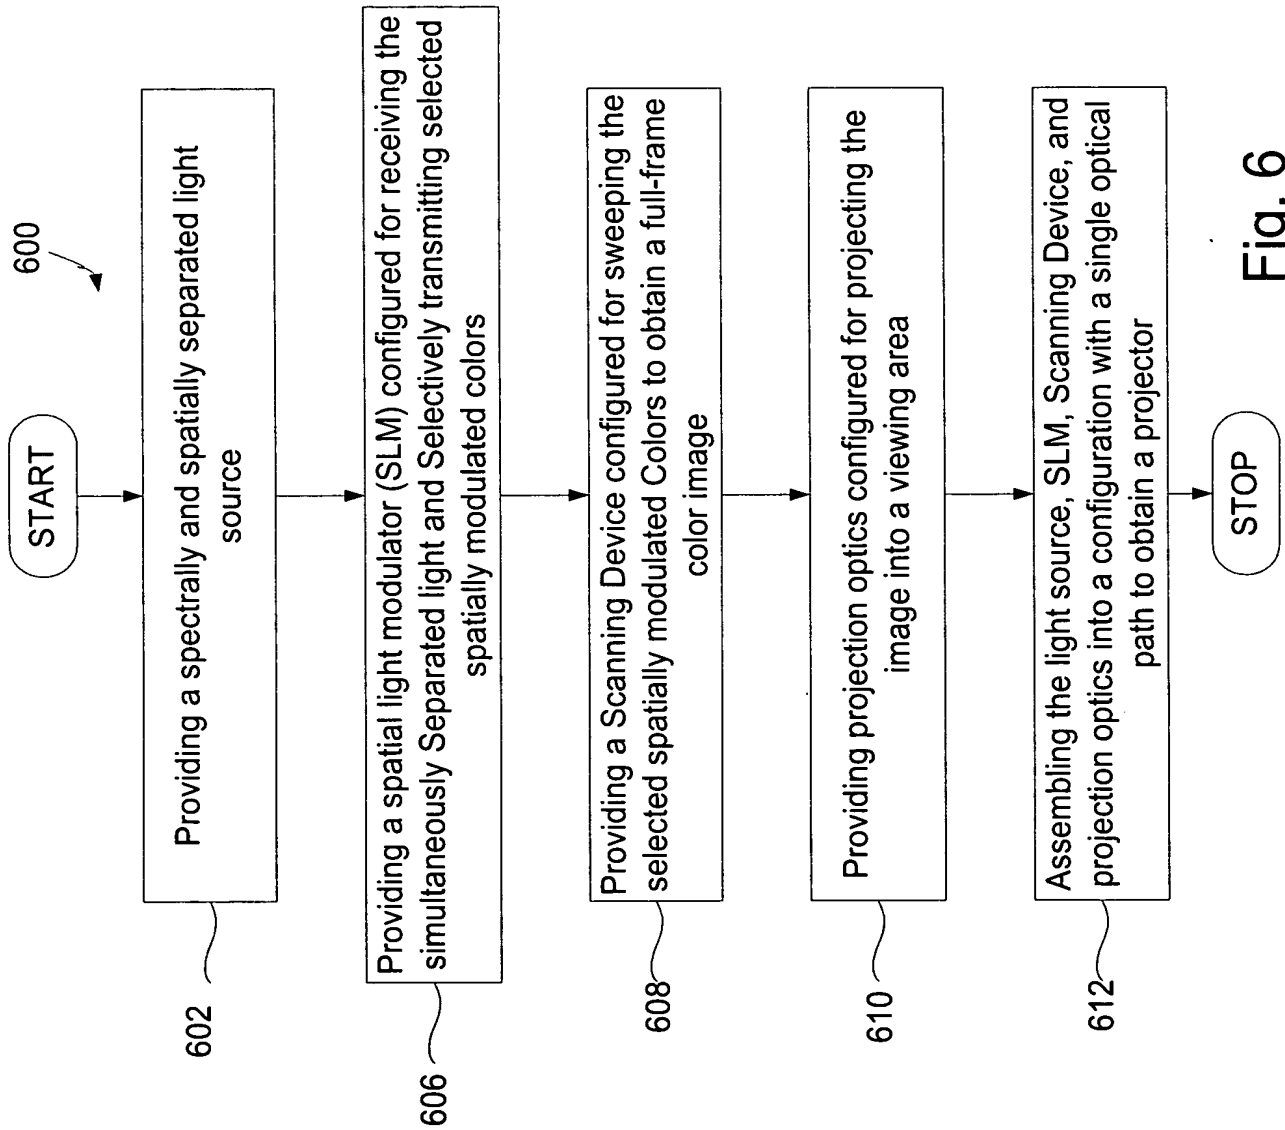 600
START
Providing a spectrally and spatially separated light
source
602
Providing a spatial light modulator (SLM) configured for receiving the
simultaneously Separated light and Selectively transmitting selected
spatially modulated colors
606
Providing a Scanning Device configured for sweeping the
selected spatially modulated Colors to obtain a full-frame
color image
608
Providing projection optics configured for projecting the
image into a viewing area
610
Assembling the light source, SLM, Scanning Device, and
projection optics into a configuration with a single optical
path to obtain a projector
612
STOP
Fig. 6